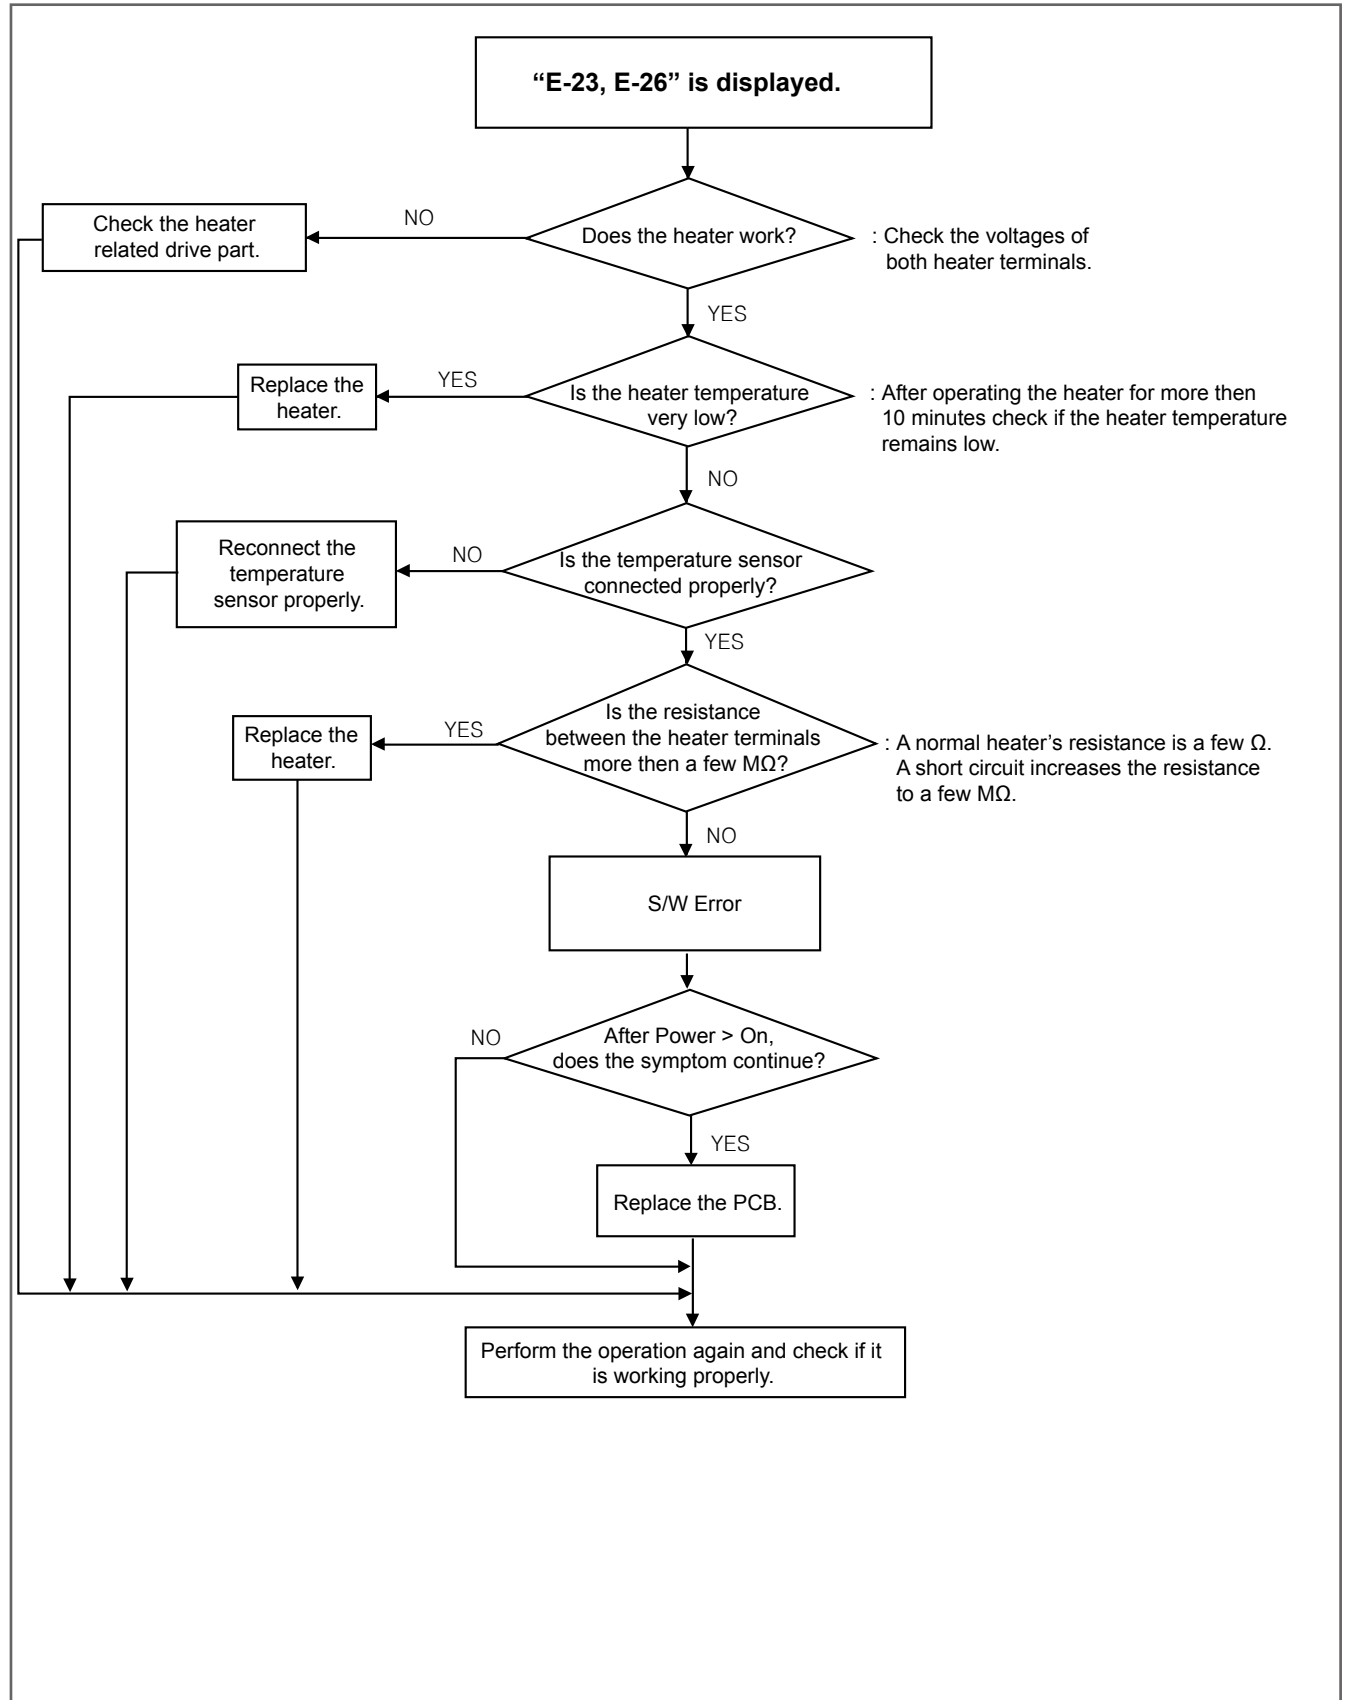 “E-23, E-26” is displayed.
Check the heater
related drive part.
NO
Does the heater work?
: Check the voltages of
both heater terminals.
YES
Replace the
heater.
YES
Is the heater temperature
very low?
: After operating the heater for more then
10 minutes check if the heater temperature
remains low.
NO
Reconnect the
temperature
sensor properly.
NO
Is the temperature sensor
connected properly?
YES
Replace the
heater.
YES
Is the resistance
between the heater terminals
more then a few MΩ?
: A normal heater’s resistance is a few Ω.
A short circuit increases the resistance
to a few MΩ.
NO
S/W Error
NO
After Power > On,
does the symptom continue?
YES
Replace the PCB.
Perform the operation again and check if it
is working properly.